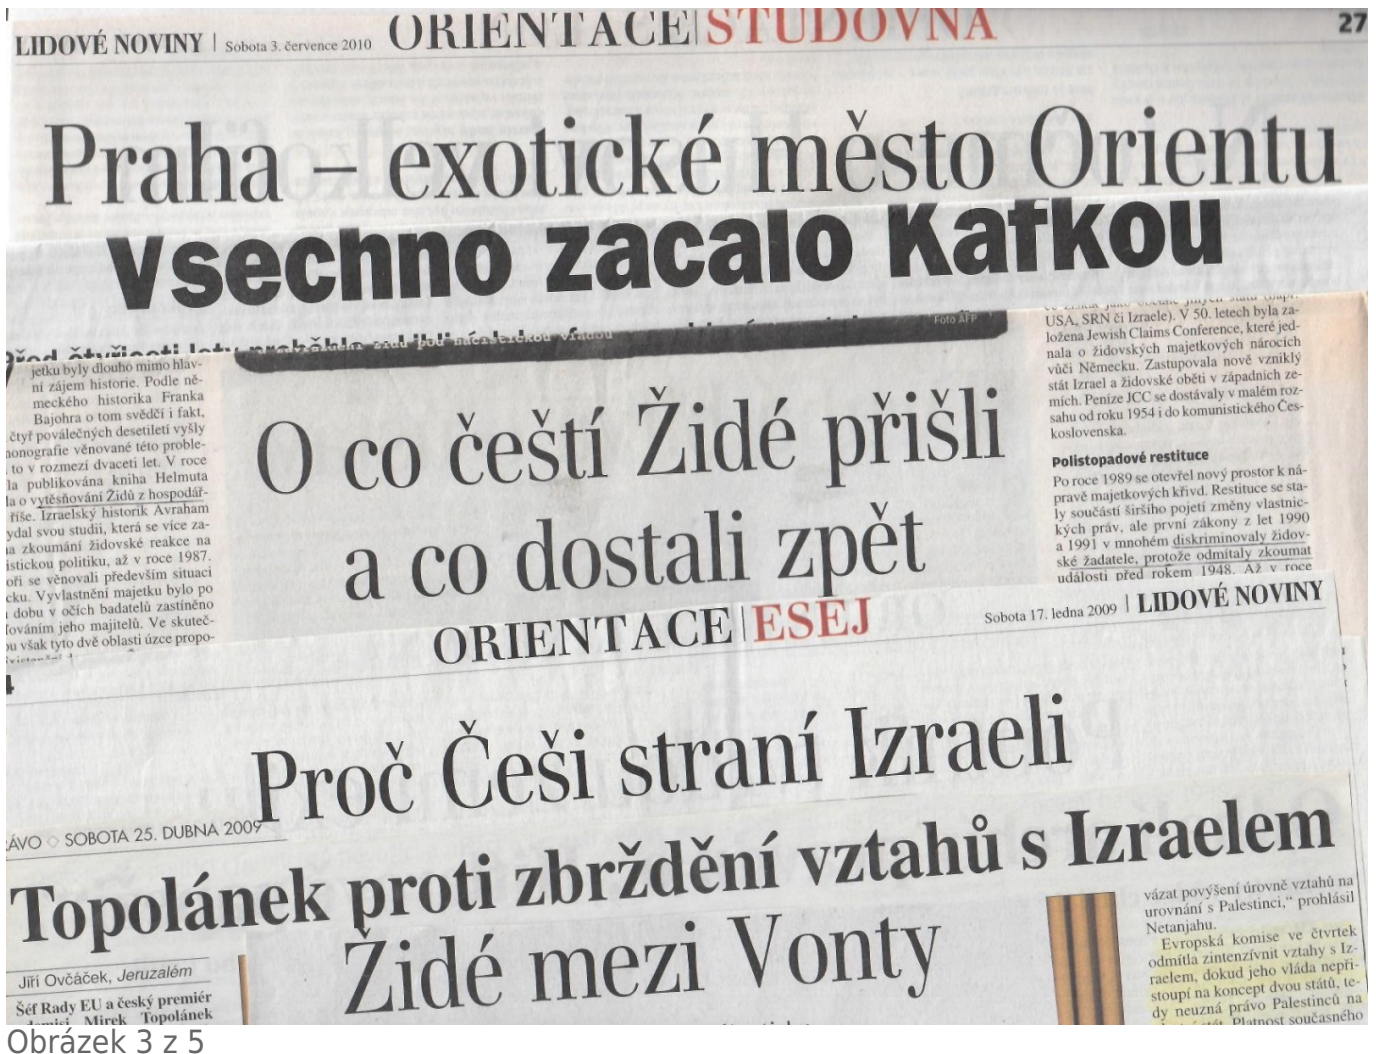 LIDOVÉ NOVINY | Sobota 3. července 2010 ORIENTACE | STUDOVNA 27
Praha – exotické město Orientu
Vsechno zacalo Kafkou
jetku byly dlouho mimo hlav-
ní zájem historie. Podle ně-
meckého historika Franka
Bajohra o tom svědčí i fakt,
čtyř poválečných desetiletí vyšly
monografie věnované této proble-
to v rozmezí dvaceti let. V roce
la publikována kniha Helmuta
a o vytěsňování Židů z hospodář-
říše. Izraelský historik Avraham
vydal svou studii, která se více za-
a zkoumání židovské reakce na
istickou politiku, až v roce 1987.
oři se věnovali především situaci
cku. Vyvlastnění majetku bylo po
dobu v očích badatelů zastíněno
ováním jeho majitelů. Ve skuteč-
u však tyto dvě oblasti úzce propo-
Foto AFP
O co čeští Židé přišli
a co dostali zpět
USA, SRN či Izraele). V 50. letech byla za-
ložena Jewish Claims Conference, které jed-
nala o židovských majetkových nárocích
vůči Německu. Zastupovala nově vzniklý
stát Izrael a židovské oběti v západních ze-
mích. Peníze JCC se dostávaly v malém roz-
sahu od roku 1954 i do komunistického Čes-
koslovenska.
Polistopadové restituce
Po roce 1989 se otevřel nový prostor k ná-
pravě majetkových křivd. Restituce se sta-
ly součástí širšího pojetí změny vlastnic-
kých práv, ale první zákony z let 1990
a 1991 v mnohém diskriminovaly židov-
ské žadatele, protože odmítaly zkoumat
události před rokem 1948. Až v roce
ORIENTACE | ESEJ Sobota 17. ledna 2009 | LIDOVÉ NOVINY
Proč Češi straní Izraeli
ÁVO ◇ SOBOTA 25. DUBNA 2009
Topolánek proti zbrždění vztahů s Izraelem
Jiří Ovčáček, Jeruzalém
Šéf Rady EU a český premiér
Mirek Topolánek
Židé mezi Vonty
vázat povýšení úrovně vztahů na
urovnání s Palestinci,“ prohlásil
Netanjahu.
Evropská komise ve čtvrtek
odmítla zintenzívnit vztahy s Iz-
raelem, dokud jeho vláda nepři-
stoupí na koncept dvou států, te-
dy neuzná právo Palestinců na
stát. Platnost současného
Obrázek 3 z 5